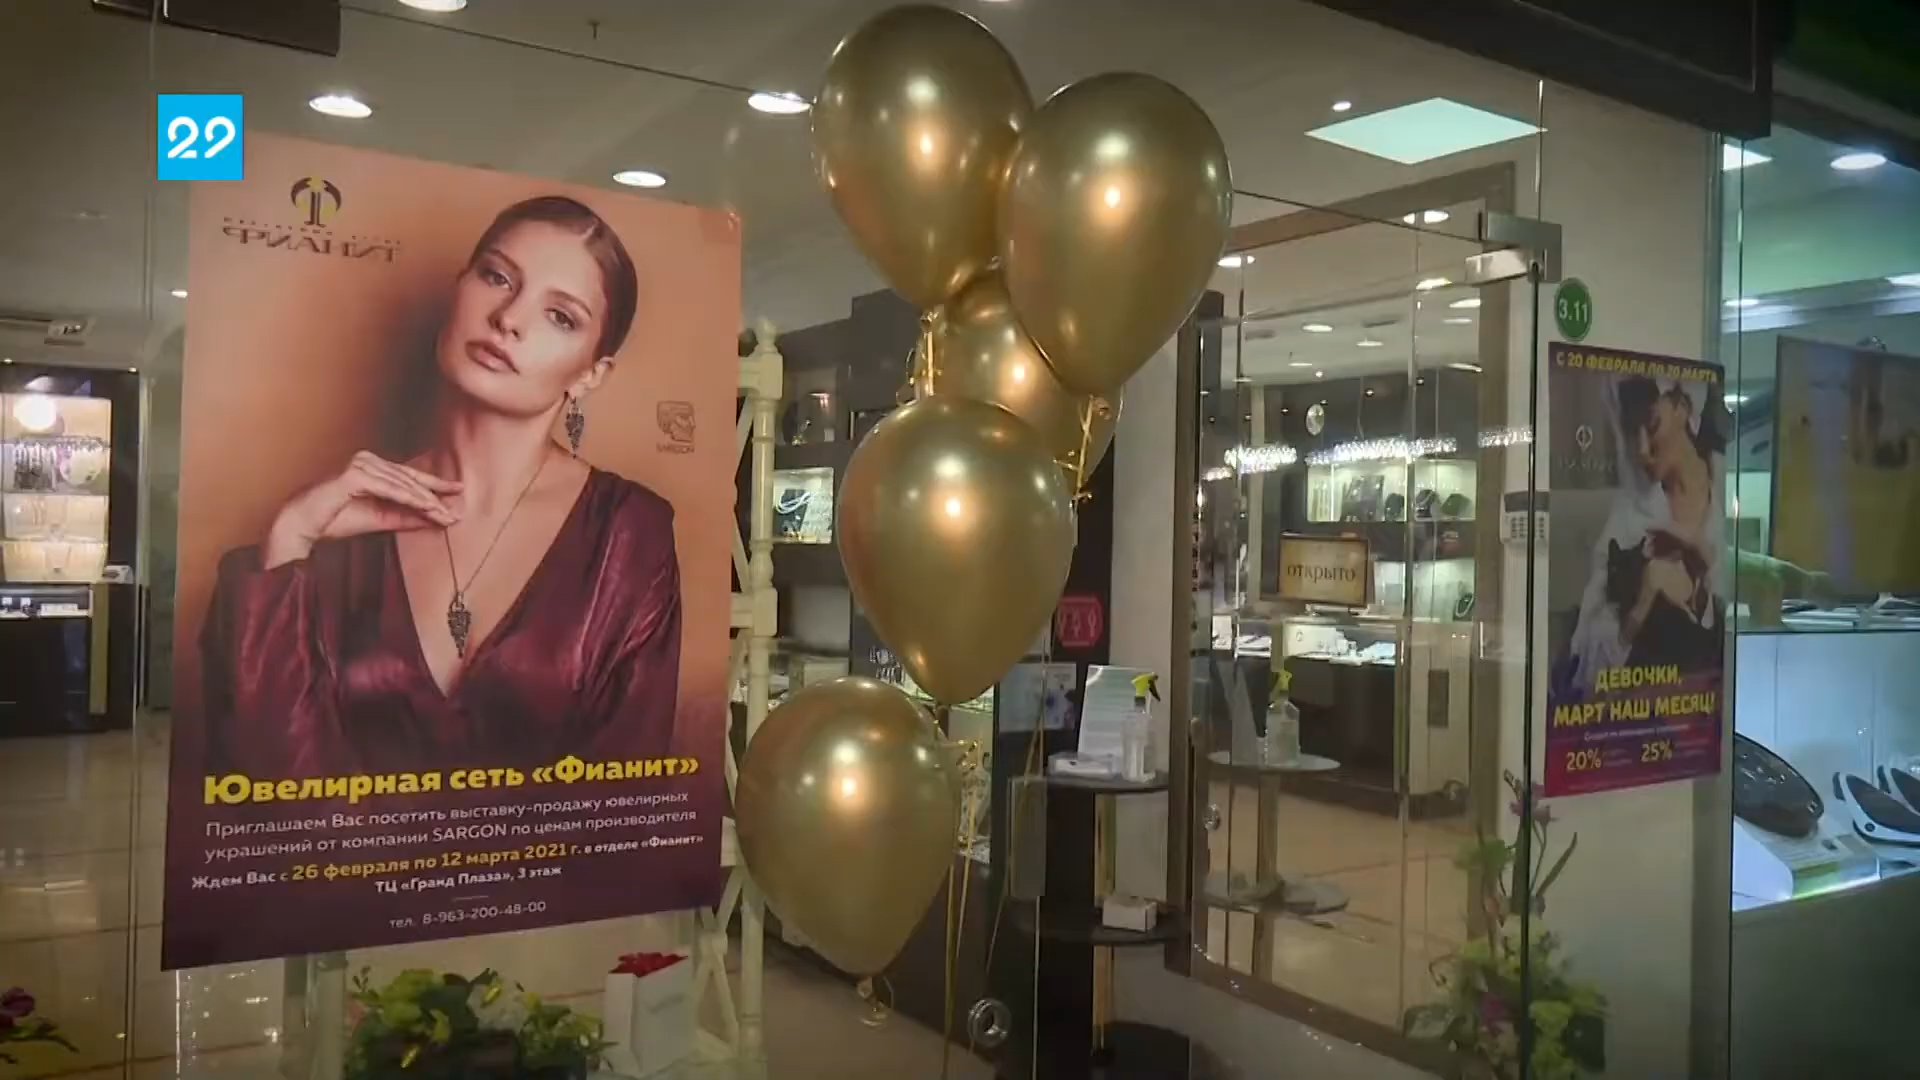 29
ФИАНИТ
SARGON
Ювелирная сеть «Фианит»
Приглашаем Вас посетить выставку-продажу ювелирных
украшений от компании SARGON по ценам производителя
Ждем Вас с 26 февраля по 12 марта 2021 г. в отделе «Фианит»
ТЦ «Гранд Плаза», 3 этаж
тел. 8-963-200-48-00
открыто
3.11
С 20 ФЕВРАЛЯ ПО 20 МАРТА
ДЕВОЧКИ,
МАРТ НАШ МЕСЯЦ!
20% 25%